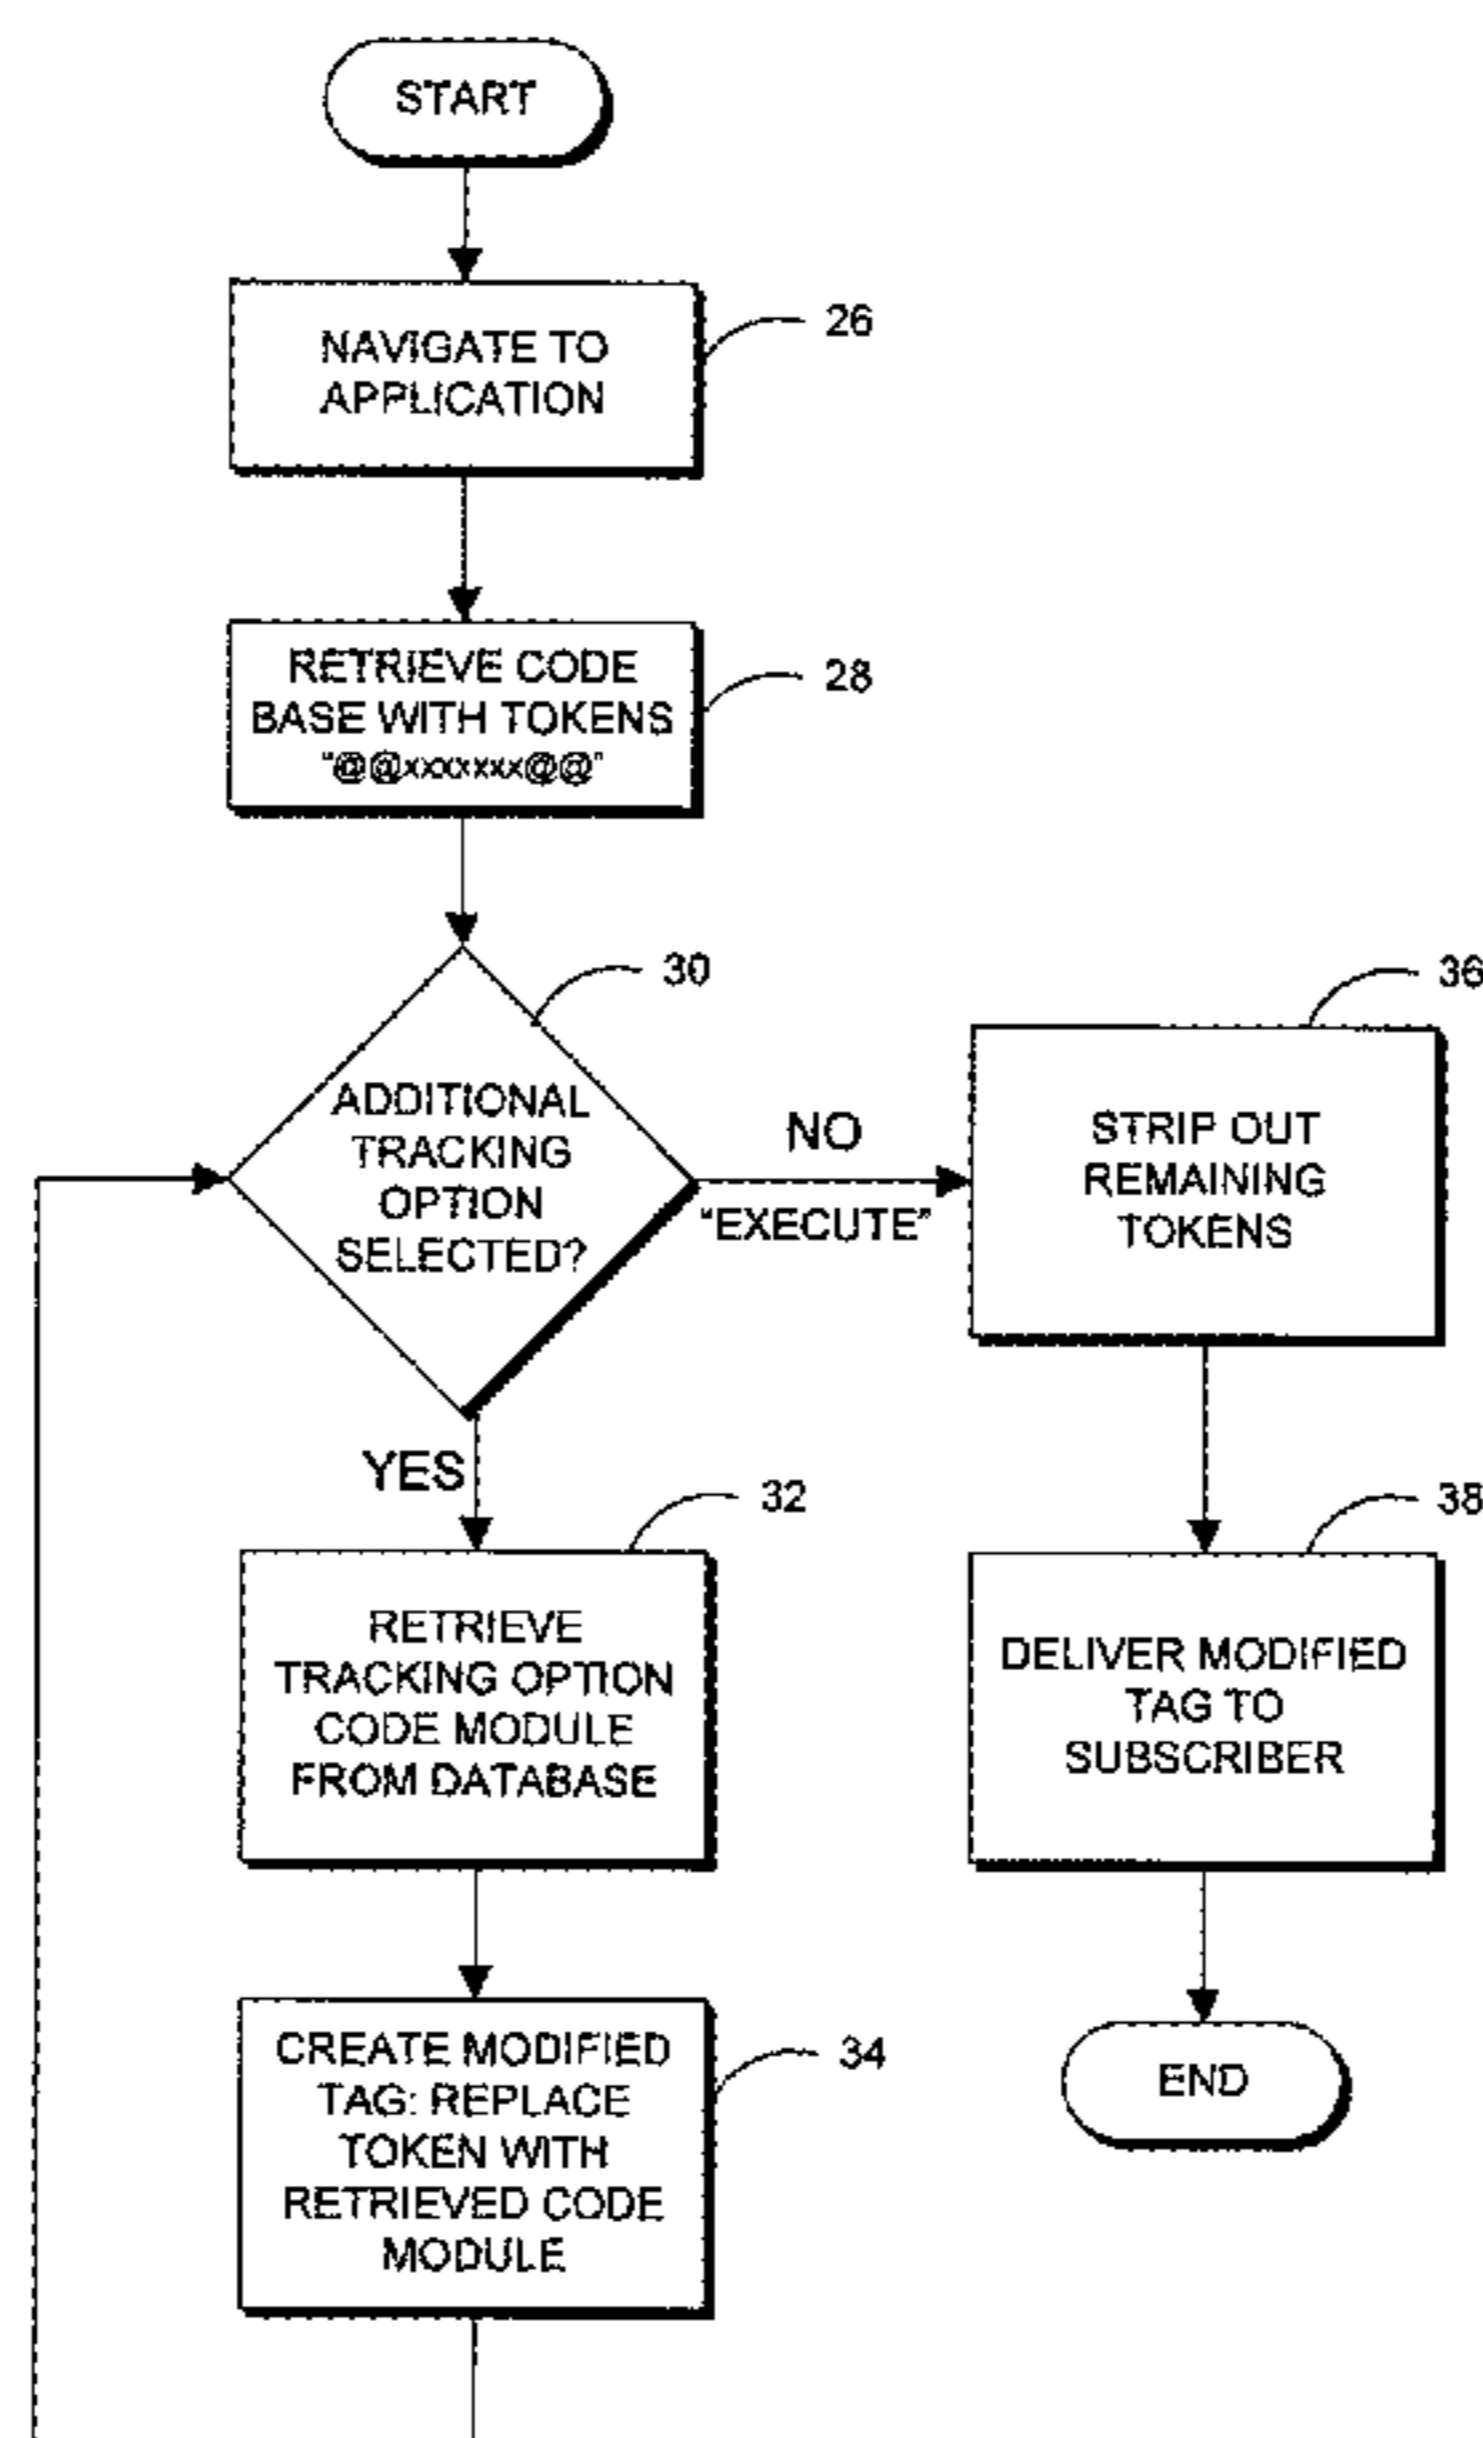 START
NAVIGATE TO
APPLICATION
26
RETRIEVE CODE
BASE WITH TOKENS
"@@xxxxxxx@@"
28
ADDITIONAL
TRACKING
OPTION
SELECTED?
30
NO
"EXECUTE"
STRIP OUT
REMAINING
TOKENS
36
YES
RETRIEVE
TRACKING OPTION
CODE MODULE
FROM DATABASE
32
DELIVER MODIFIED
TAG TO
SUBSCRIBER
38
CREATE MODIFIED
TAG: REPLACE
TOKEN WITH
RETRIEVED CODE
MODULE
34
END